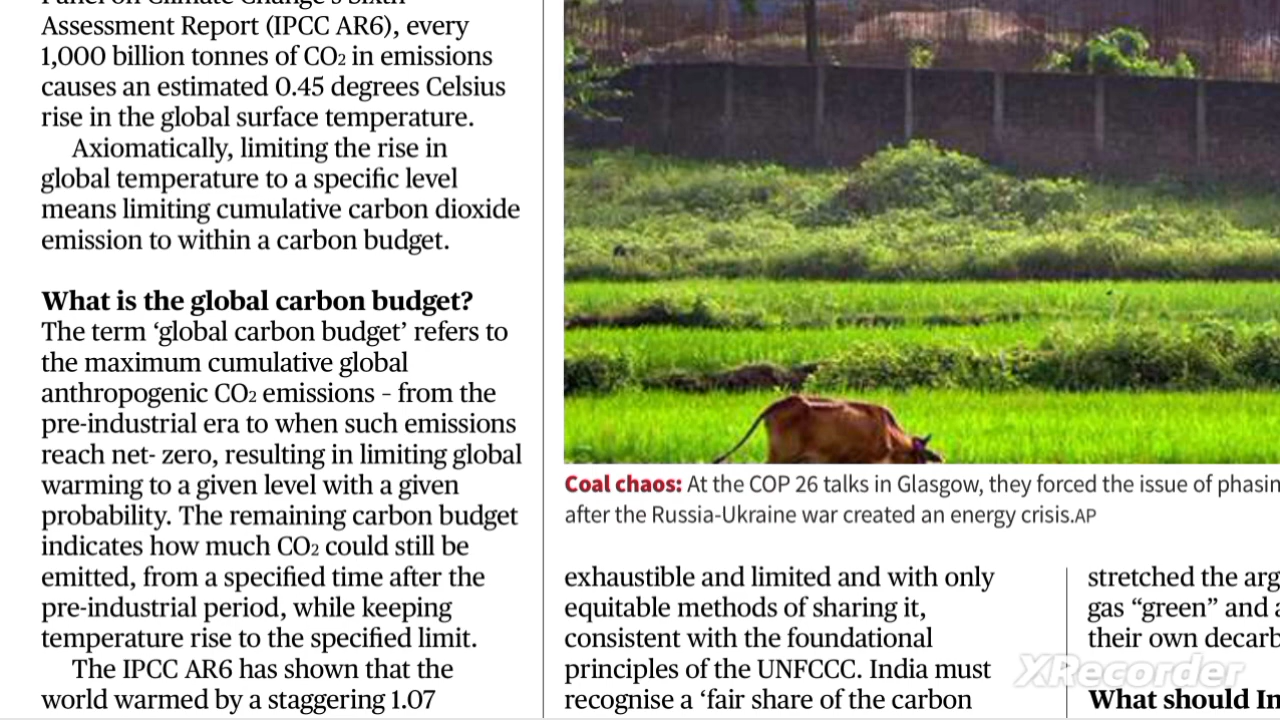 Assessment Report (IPCC AR6), every
1,000 billion tonnes of CO₂ in emissions
causes an estimated 0.45 degrees Celsius
rise in the global surface temperature.
Axiomatically, limiting the rise in
global temperature to a specific level
means limiting cumulative carbon dioxide
emission to within a carbon budget.
What is the global carbon budget?
The term ‘global carbon budget’ refers to
the maximum cumulative global
anthropogenic CO₂ emissions – from the
pre-industrial era to when such emissions
reach net- zero, resulting in limiting global
warming to a given level with a given
probability. The remaining carbon budget
indicates how much CO₂ could still be
emitted, from a specified time after the
pre-industrial period, while keeping
temperature rise to the specified limit.
The IPCC AR6 has shown that the
world warmed by a staggering 1.07
Coal chaos: At the COP 26 talks in Glasgow, they forced the issue of phasin
after the Russia-Ukraine war created an energy crisis.AP
exhaustible and limited and with only
equitable methods of sharing it,
consistent with the foundational
principles of the UNFCCC. India must
recognise a ‘fair share of the carbon
stretched the arg
gas “green” and a
their own decarb
What should In
XRecorder